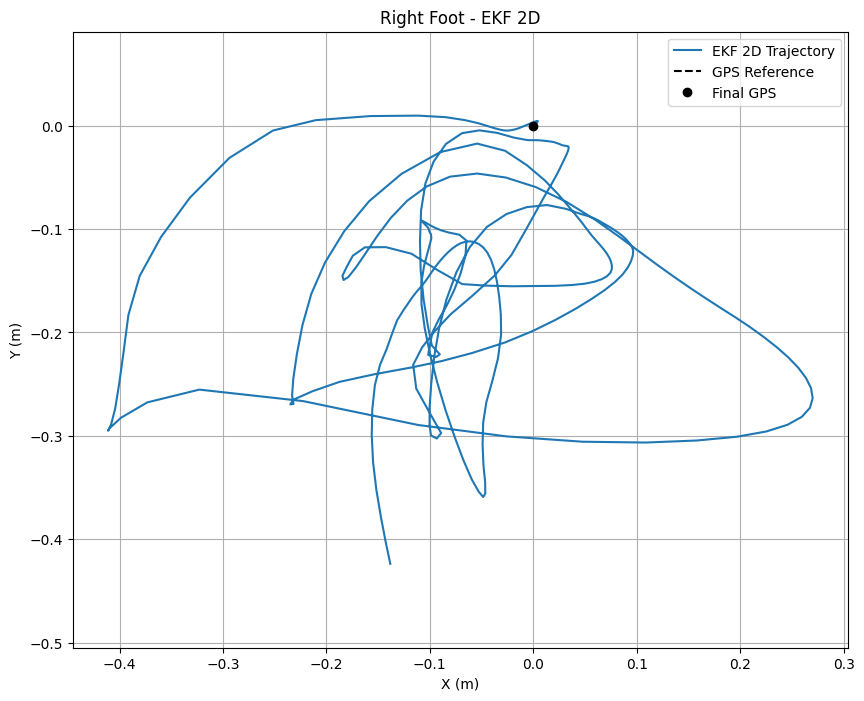 Right Foot - EKF 2D
EKF 2D Trajectory
GPS Reference
Final GPS
Y (m)
0.0
−0.1
−0.2
−0.3
−0.4
−0.5
−0.4
−0.3
−0.2
−0.1
0.0
0.1
0.2
0.3
X (m)